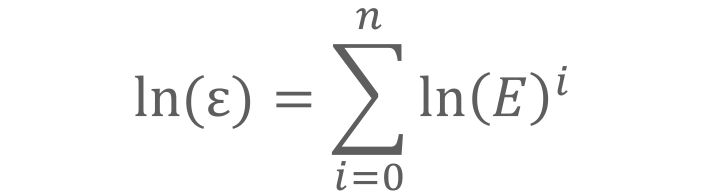 ln(ε) = ∑_{i=0}^{n} ln(E)^i